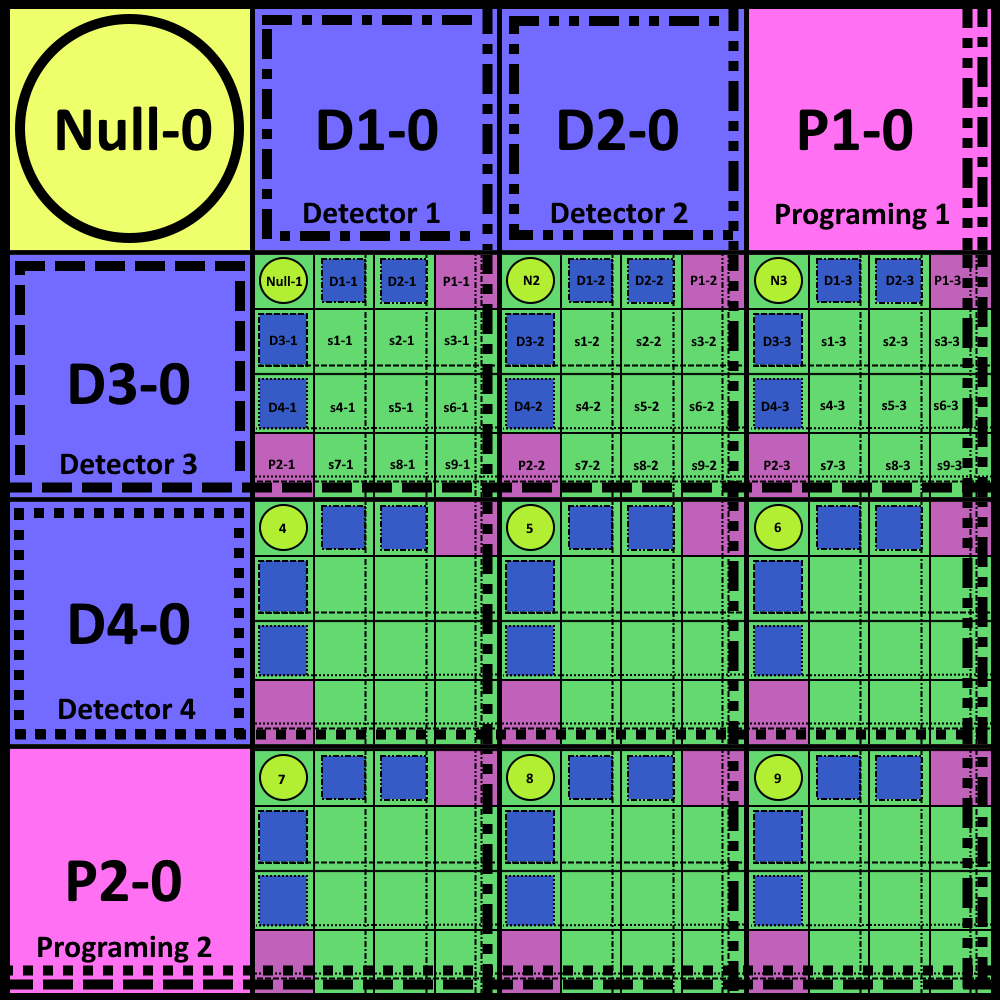 Null-0
D1-0
D2-0
P1-0
Detector 1
Detector 2
Programing 1
Null-1 D1-1 D2-1 P1-1 N2 D1-2 D2-2 P1-2 N3 D1-3 D2-3 P1-3
D3-1 s1-1 s2-1 s3-1 D3-2 s1-2 s2-2 s3-2 D3-3 s1-3 s2-3 s3-3
D3-0
D4-1 s4-1 s5-1 s6-1 D4-2 s4-2 s5-2 s6-2 D4-3 s4-3 s5-3 s6-3
Detector 3
P2-1 s7-1 s8-1 s9-1 P2-2 s7-2 s8-2 s9-2 P2-3 s7-3 s8-3 s9-3
4 5 6
D4-0
Detector 4
7 8 9
P2-0
Programing 2